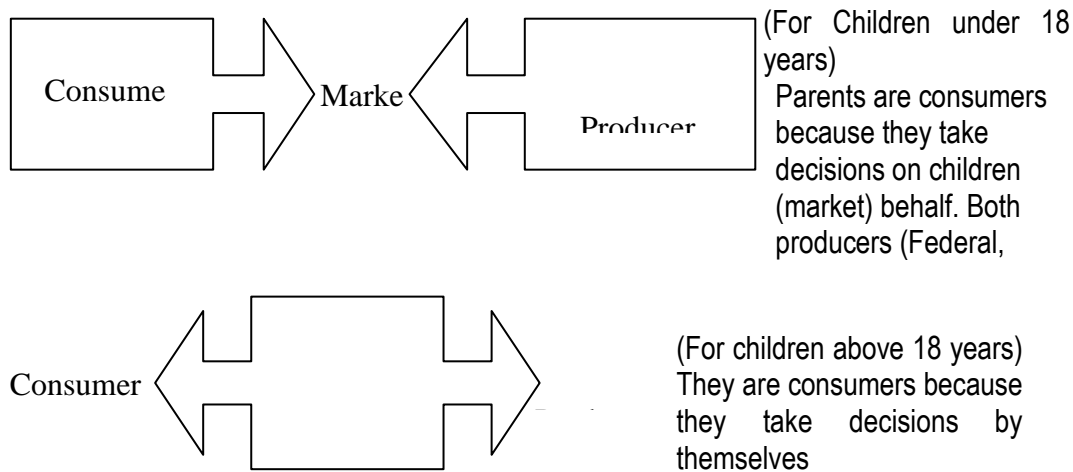 Consume
Marke
Producer
(For Children under 18
years)
Parents are consumers
because they take
decisions on children
(market) behalf. Both
producers (Federal,
Consumer
(For children above 18 years)
They are consumers because
they take decisions by
themselves